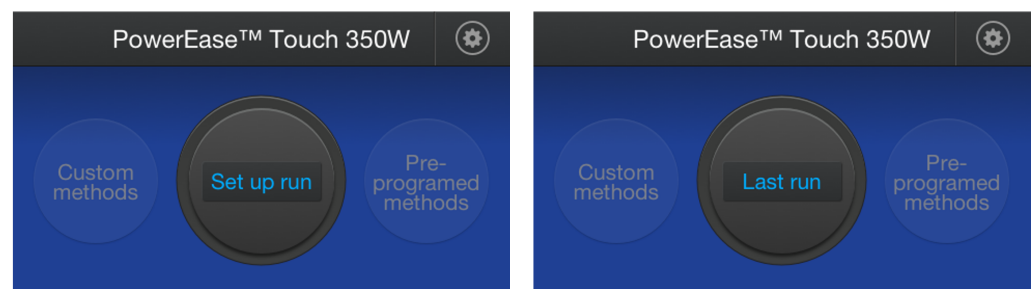 PowerEase™ Touch 350W
Custom
methods
Set up run
Pre-
programed
methods
PowerEase™ Touch 350W
Custom
methods
Last run
Pre-
programed
methods